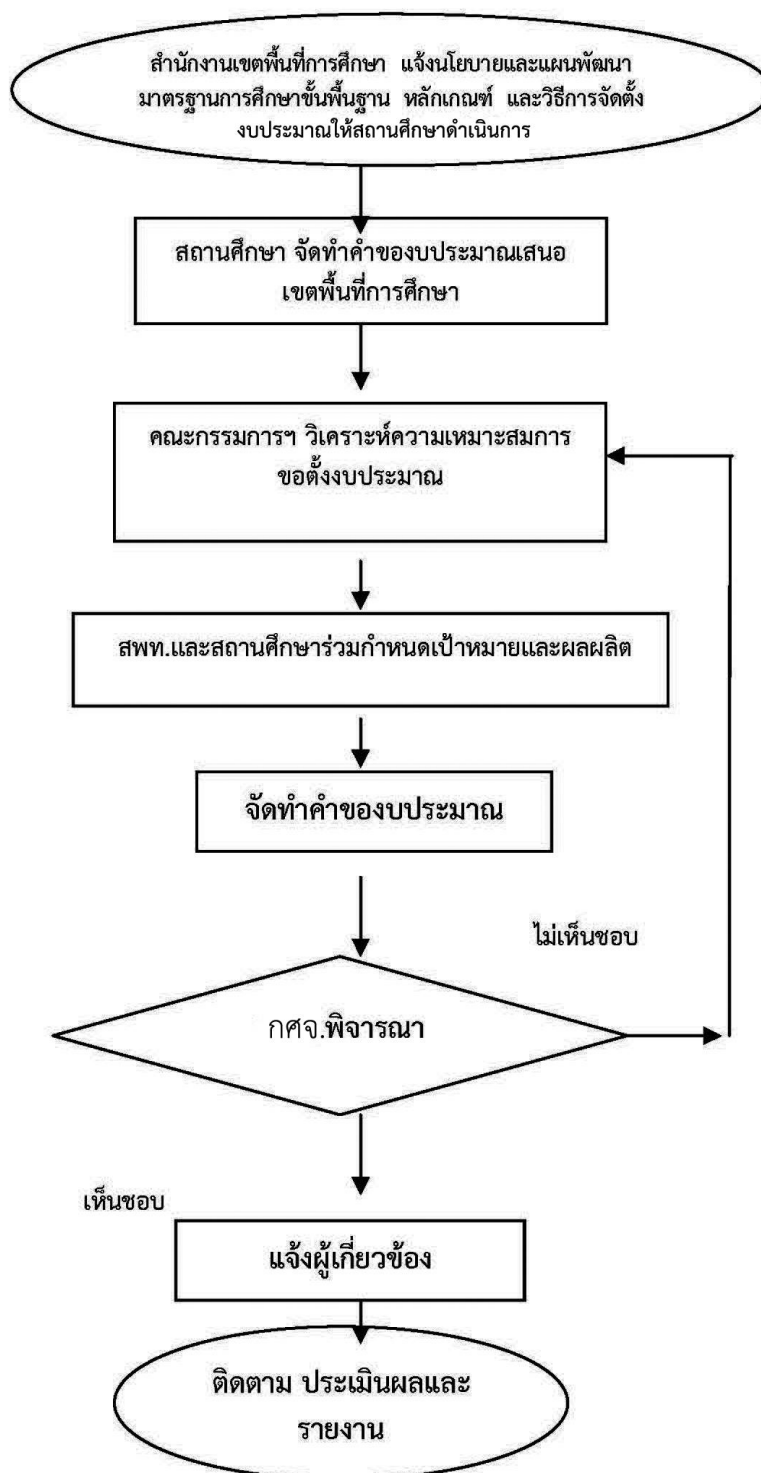 สำนักงานเขตพื้นที่การศึกษา แจ้งนโยบายและแผนพัฒนา
มาตรฐานการศึกษาขั้นพื้นฐาน หลักเกณฑ์ และวิธีการจัดตั้ง
งบประมาณให้สถานศึกษาดำเนินการ
สถานศึกษา จัดทำคำของบประมาณเสนอ
เขตพื้นที่การศึกษา
คณะกรรมการฯ วิเคราะห์ความเหมาะสมการ
ขอตั้งงบประมาณ
สพท.และสถานศึกษาร่วมกำหนดเป้าหมายและผลผลิต
จัดทำคำของบประมาณ
ไม่เห็นชอบ
กศจ.พิจารณา
เห็นชอบ
แจ้งผู้เกี่ยวข้อง
ติดตาม ประเมินผลและ
รายงาน